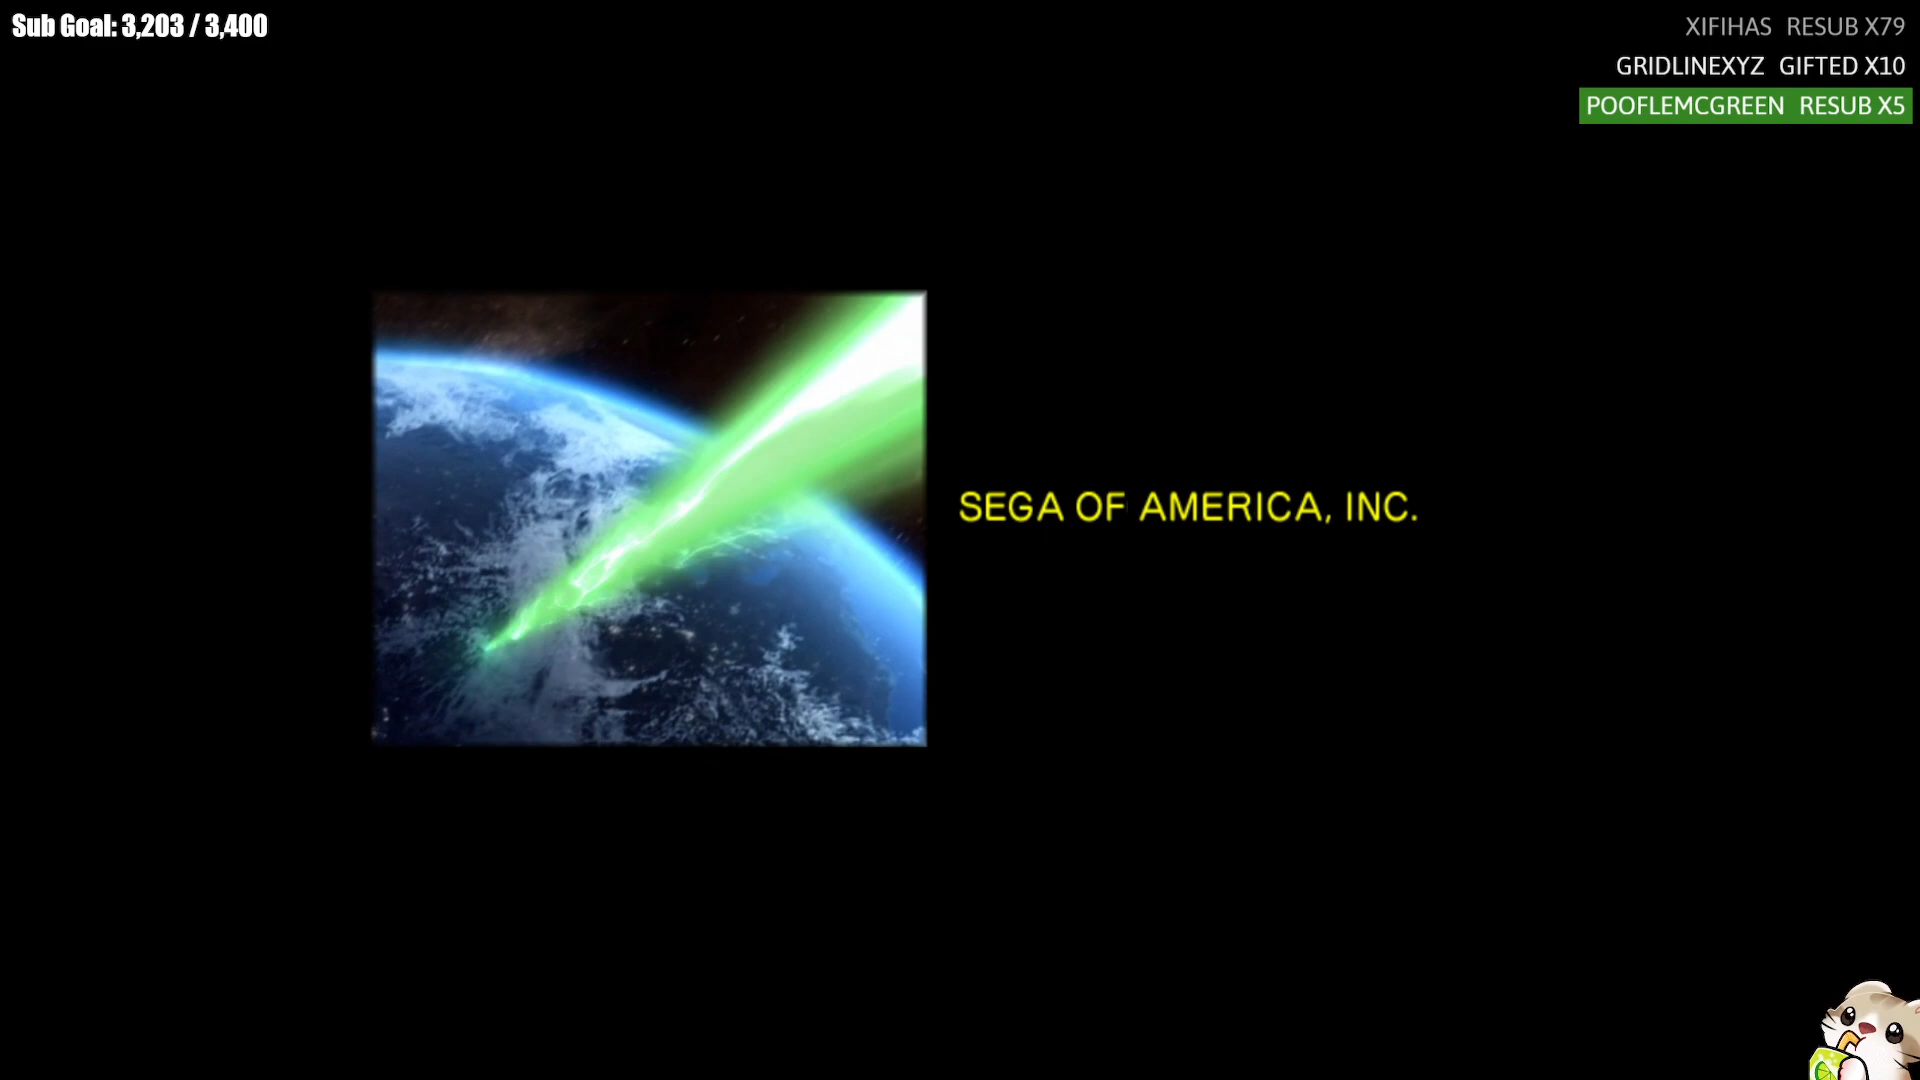 Sub Goal: 3,203 / 3,400
XIFIHAS RESUB X79
GRIDLINEXYZ GIFTED X10
POOFLEMCGREEN RESUB X5
SEGA OF AMERICA, INC.